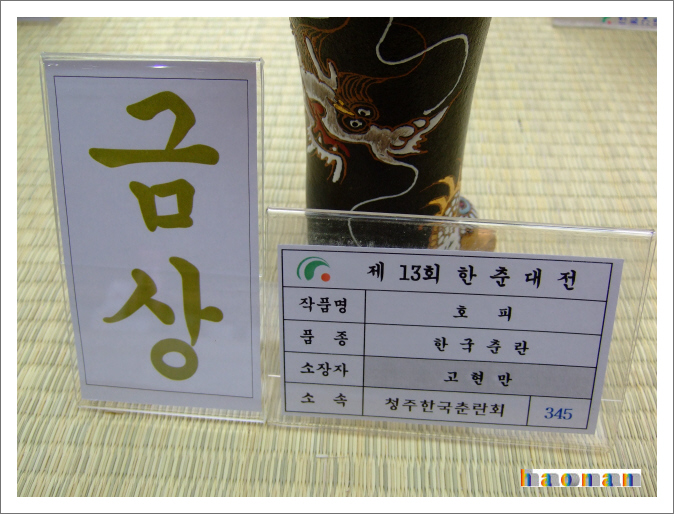 금상
제 13회 한 춘 대 전
작품명 호 피
품 종 한 국 춘 란
소장자 고 현 만
소 속 청주한국춘란회 345
haonan